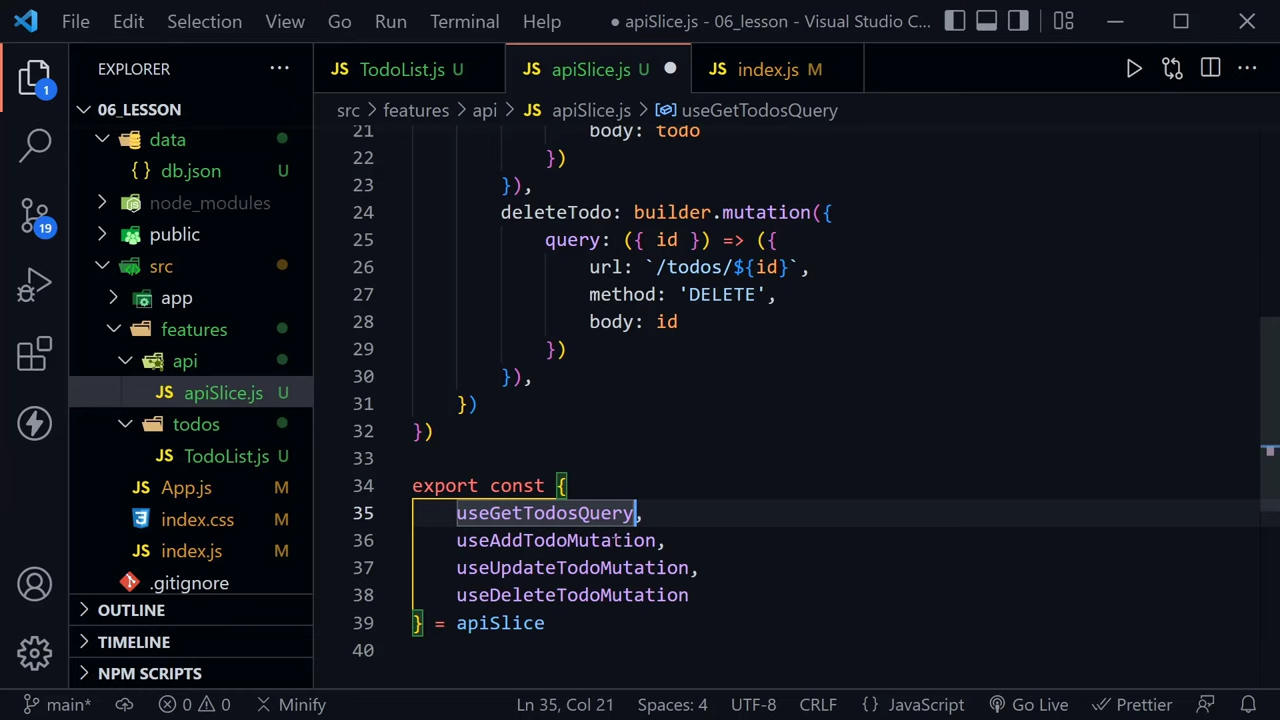 File Edit Selection View Go Run Terminal Help ● apiSlice.js - 06_lesson - Visual Studio C...
EXPLORER ...
JS TodoList.js U
JS apiSlice.js U
JS index.js M
06_LESSON
data
{ } db.json U
node_modules
public
src
app
features
api
JS apiSlice.js U
todos
JS TodoList.js U
App.js M
index.css M
index.js M
.gitignore
OUTLINE
TIMELINE
NPM SCRIPTS
1
19
src > features > api > JS apiSlice.js > useGetTodosQuery
21 body: todo
22 })
23 }),
24 deleteTodo: builder.mutation({
25 query: ({ id }) => ({
26 url: `/todos/${id}`,
27 method: 'DELETE',
28 body: id
29 })
30 }),
31 })
32 })
33
34 export const {
35 useGetTodosQuery,
36 useAddTodoMutation,
37 useUpdateTodoMutation,
38 useDeleteTodoMutation
39 } = apiSlice
40
main* 0 0 Minify Ln 35, Col 21 Spaces: 4 UTF-8 CRLF { } JavaScript Go Live Prettier